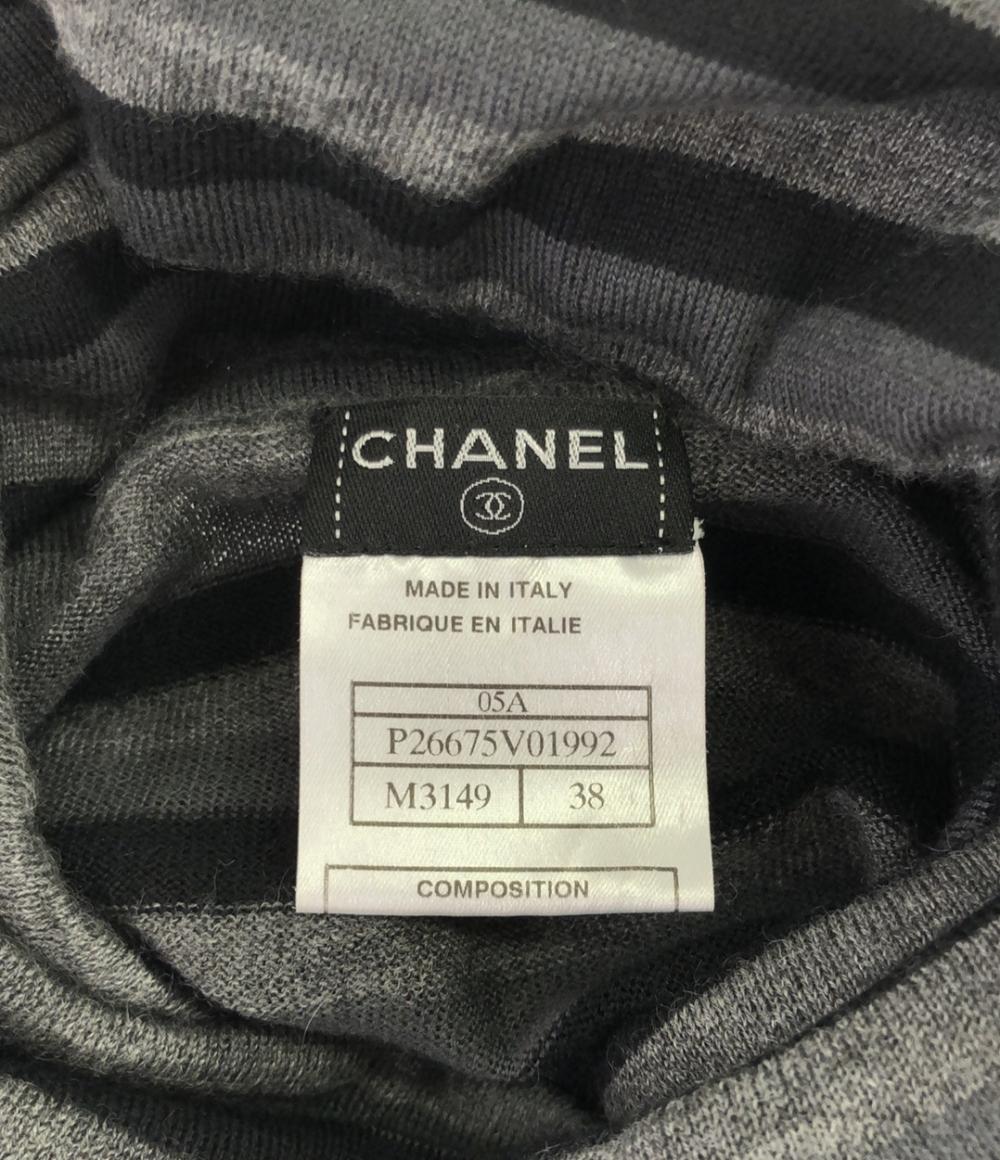 CHANEL
MADE IN ITALY
FABRIQUE EN ITALIE
05A
P26675V01992
M3149 38
COMPOSITION